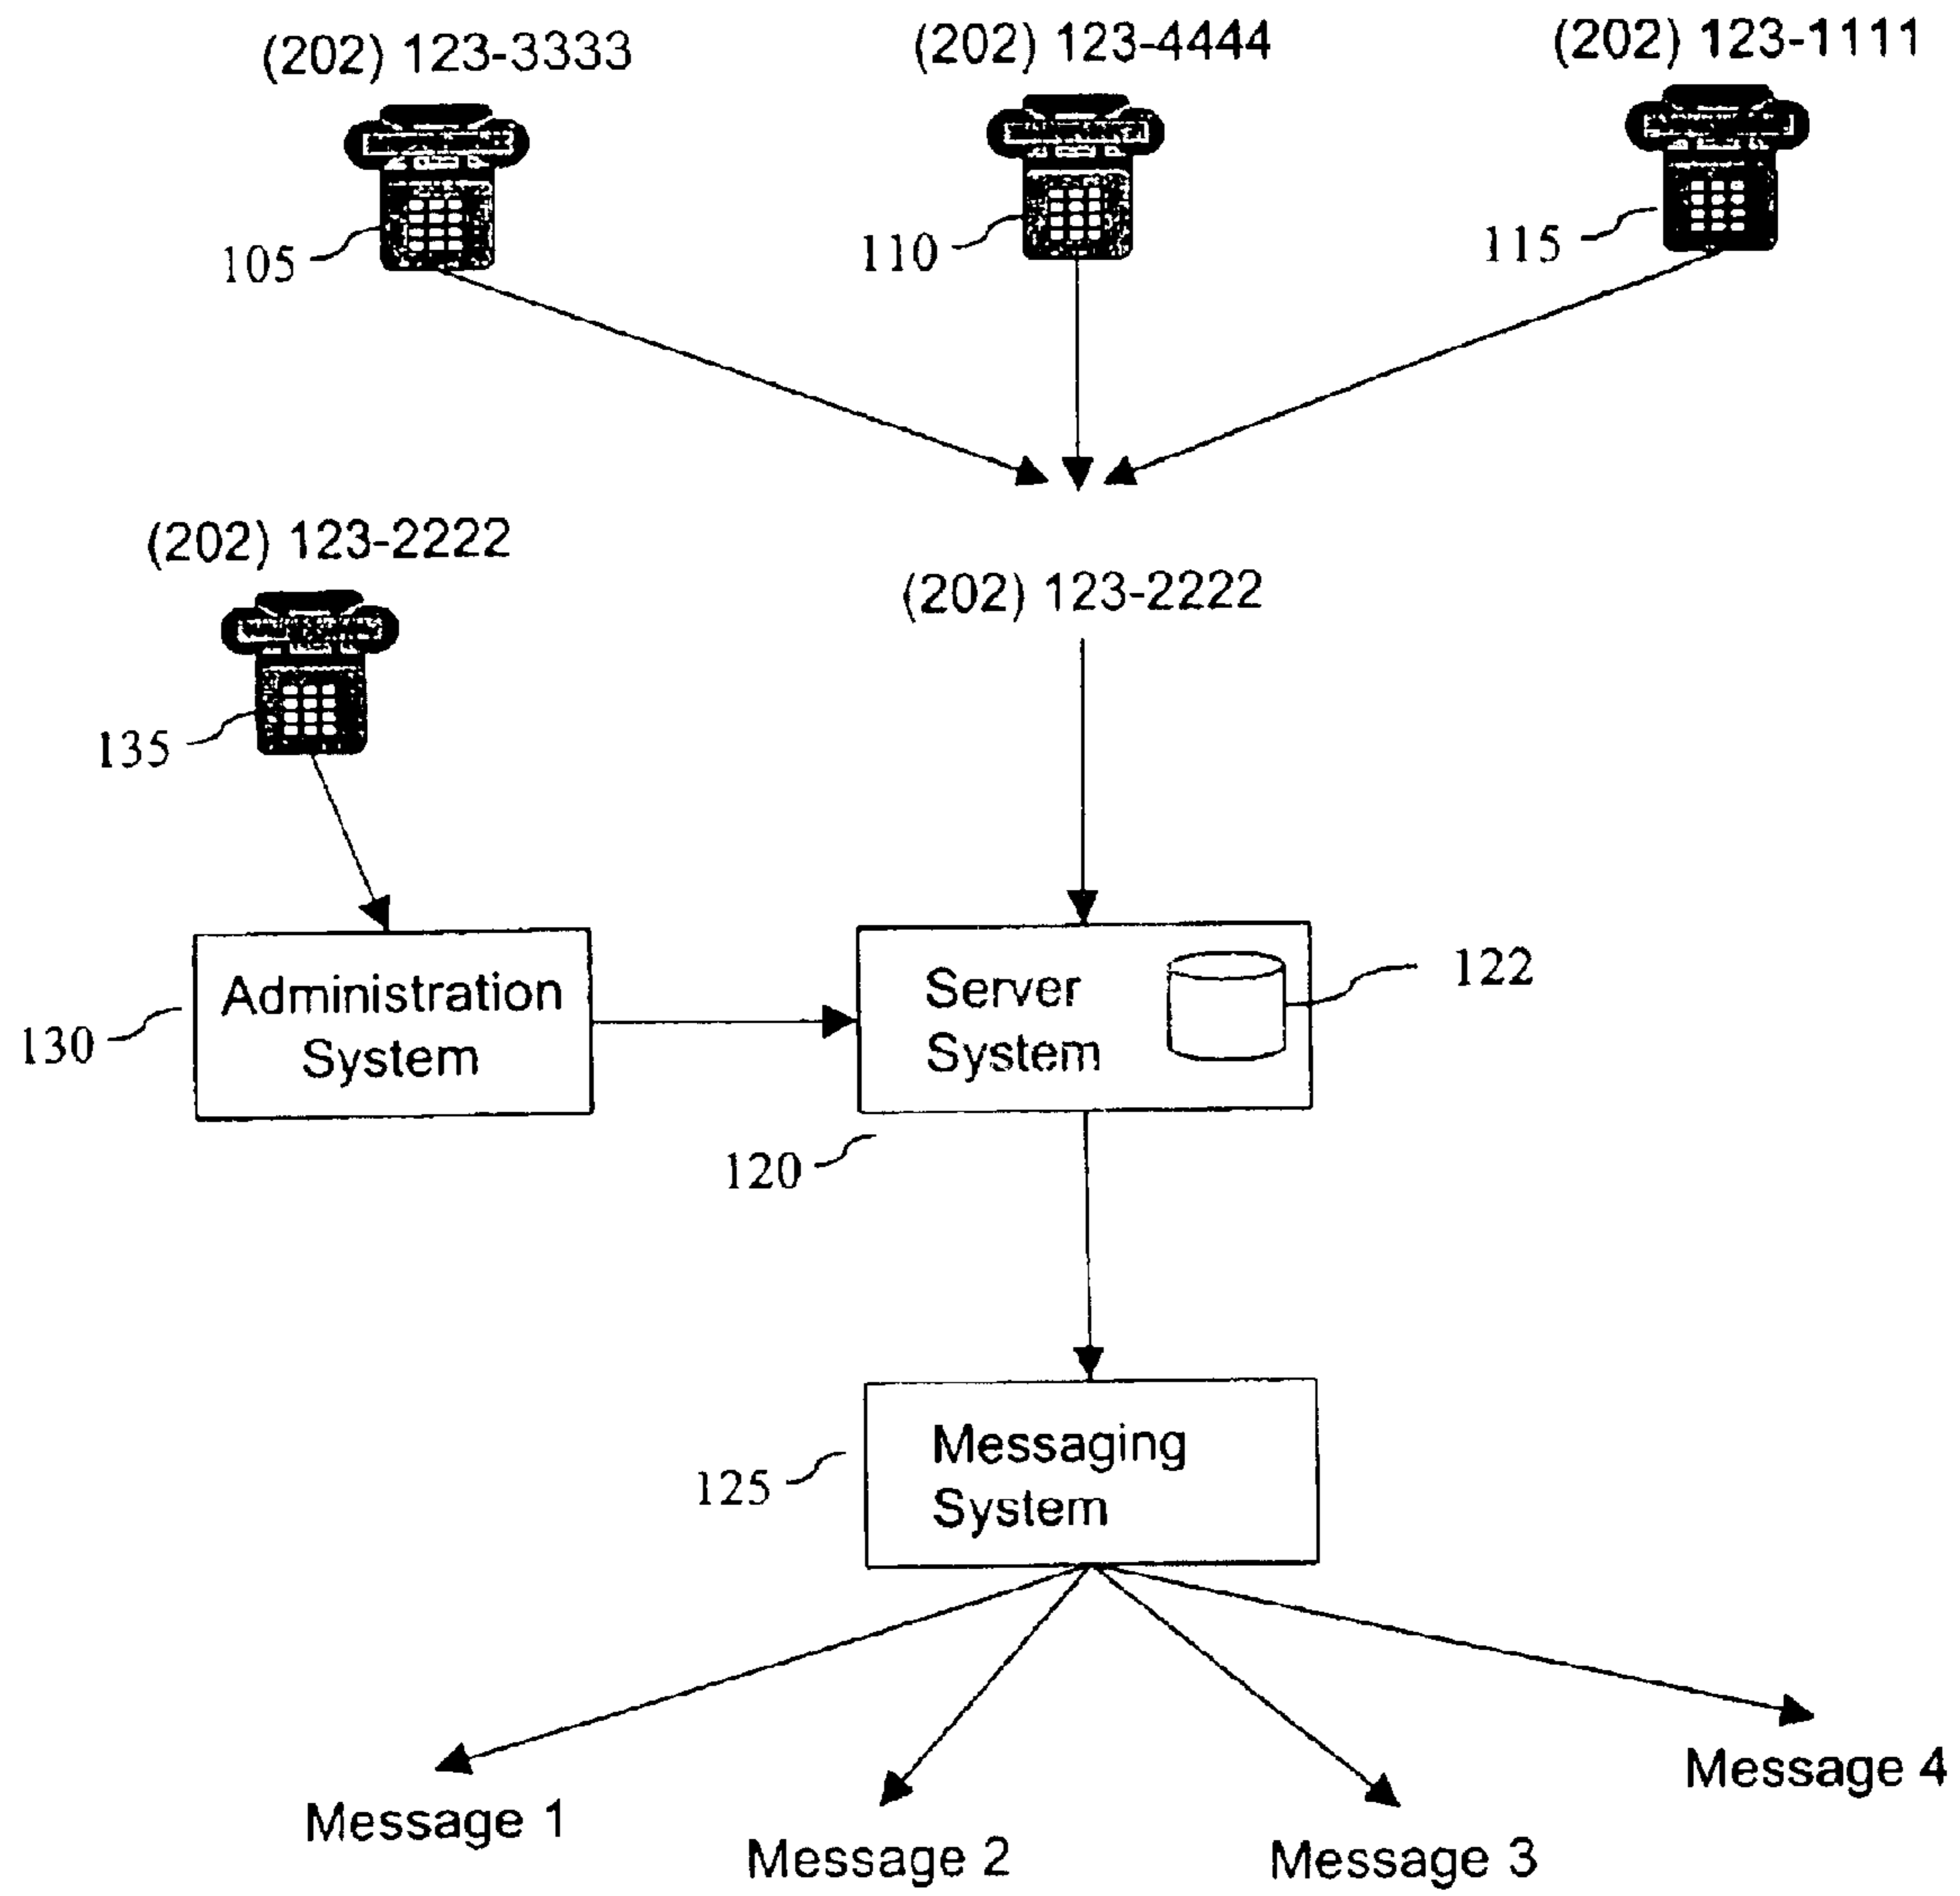 (202) 123-3333
(202) 123-4444
(202) 123-1111
105
110
115
(202) 123-2222
(202) 123-2222
135
Administration
System
130
Server
System
122
120
Messaging
System
125
Message 1
Message 2
Message 3
Message 4